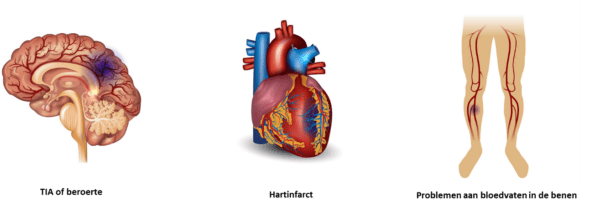 TIA of beroerte
Hartinfarct
Problemen aan bloedvaten in de benen